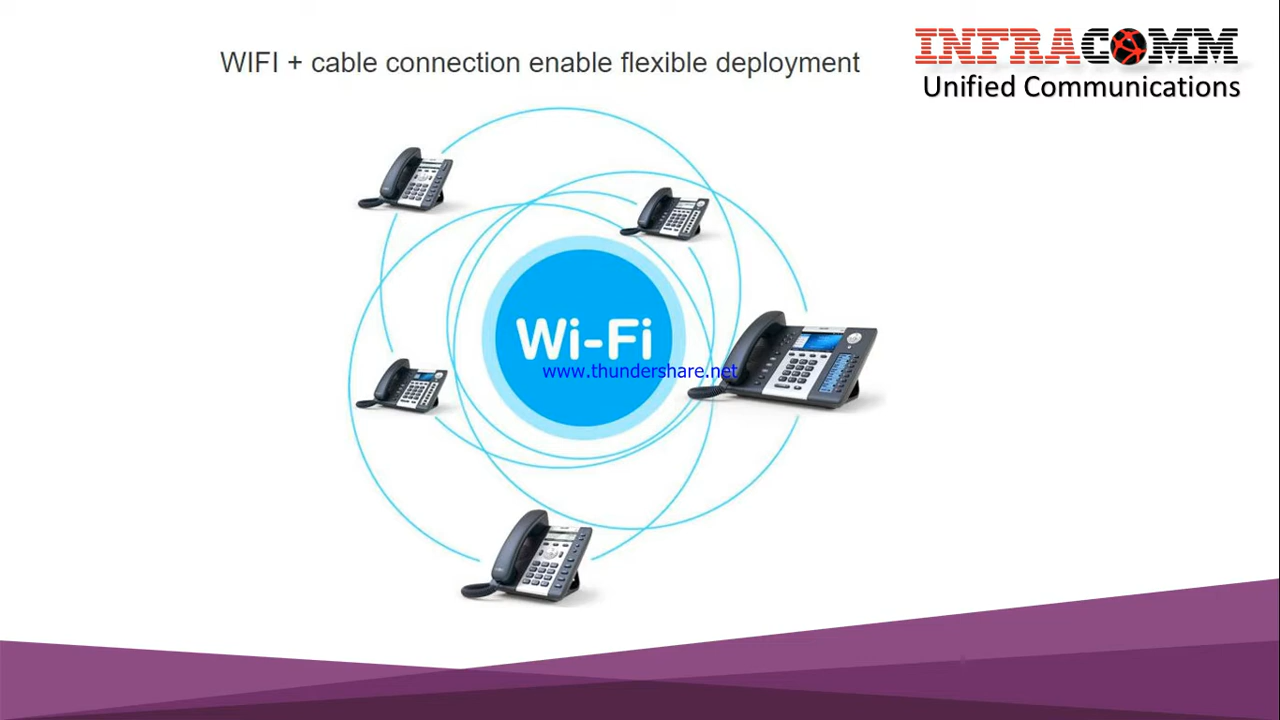 WIFI + cable connection enable flexible deployment
INFRACOMM
Unified Communications
Wi-Fi
www.thundershare.net